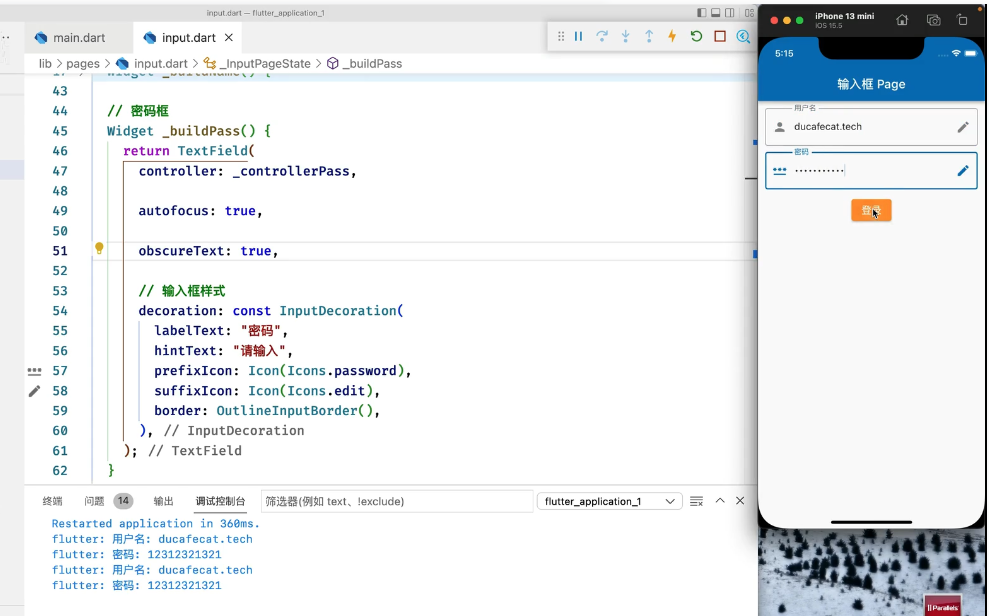 input.dart — flutter_application_1
main.dart
input.dart
lib > pages > input.dart > _InputPageState > _buildPass
Widget _buildName() {
43
44 // 密码框
45 Widget _buildPass() {
46 return TextField(
47 controller: _controllerPass,
48
49 autofocus: true,
50
51 obscureText: true,
52
53 // 输入框样式
54 decoration: const InputDecoration(
55 labelText: "密码",
56 hintText: "请输入",
57 prefixIcon: Icon(Icons.password),
58 suffixIcon: Icon(Icons.edit),
59 border: OutlineInputBorder(),
60 ), // InputDecoration
61 ); // TextField
62 }
终端 问题 14 输出 调试控制台 筛选器(例如 text、!exclude) flutter_application_1
Restarted application in 360ms.
flutter: 用户名: ducafecat.tech
flutter: 密码: 12312321321
flutter: 用户名: ducafecat.tech
flutter: 密码: 12312321321
iPhone 13 mini
iOS 15.5
5:15
输入框 Page
用户名
ducafecat.tech
密码
•••••••••••
登录
Parallels